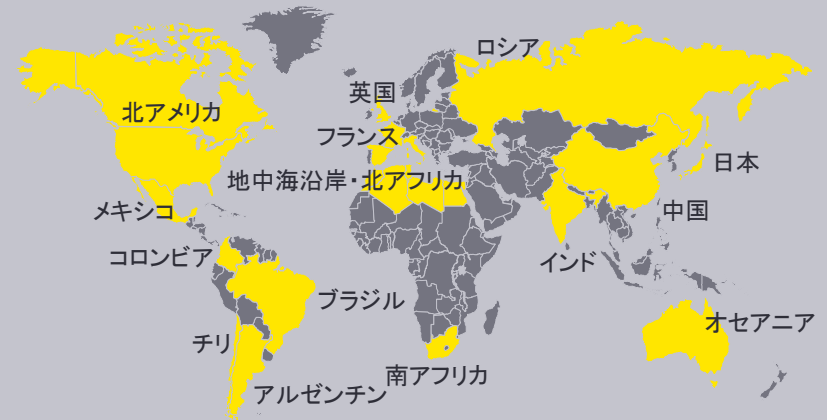 ロシア
英国
北アメリカ
フランス
日本
地中海沿岸・北アフリカ
メキシコ
中国
コロンビア
インド
ブラジル
オセアニア
チリ
南アフリカ
アルゼンチン